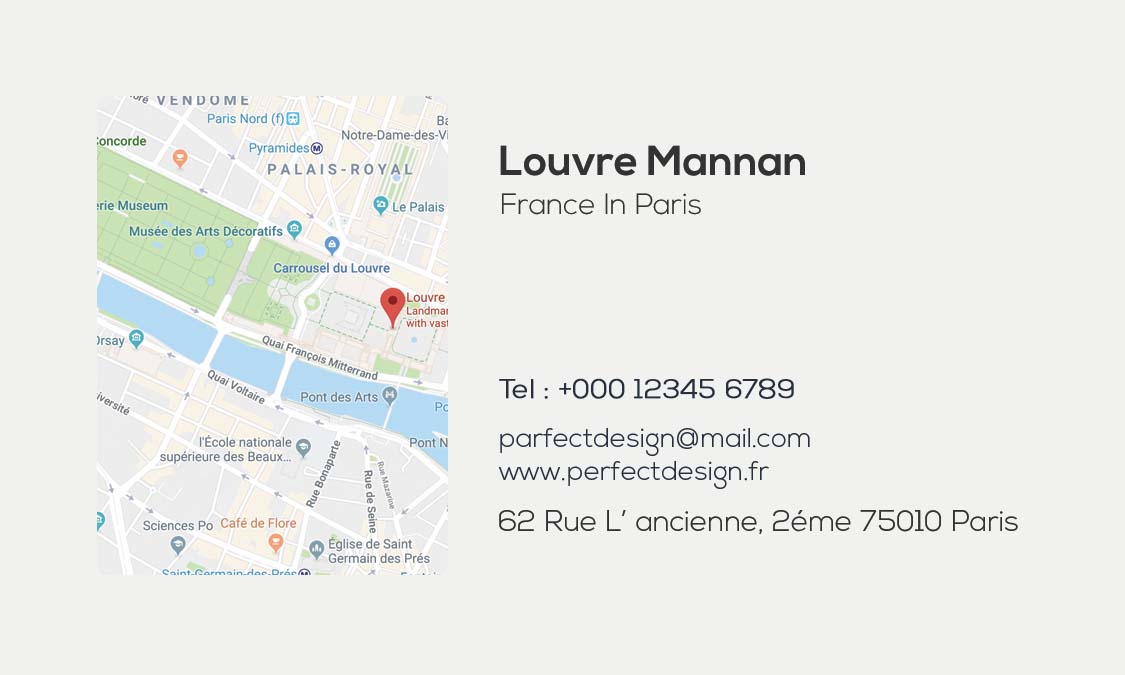 VENDÔME
Paris Nord (f)
Notre-Dame-des-Vi
Concorde
Pyramides M
PALAIS-ROYAL
erie Museum
Le Palais
Musée des Arts Décoratifs
Carrousel du Louvre
Louvre
Landmar
with vast
Orsay
Quai François Mitterrand
Quai Voltaire
Pont des Arts
iversité
Pont N
l'École nationale
supérieure des Beaux...
Rue Bonaparte
Rue de Seine
Rue Mazarine
Sciences Po
Café de Flore
Église de Saint
Germain des Prés
Saint-Germain-des-Prés
Louvre Mannan
France In Paris
Tel : +000 12345 6789
parfectdesign@mail.com
www.perfectdesign.fr
62 Rue L’ ancienne, 2éme 75010 Paris